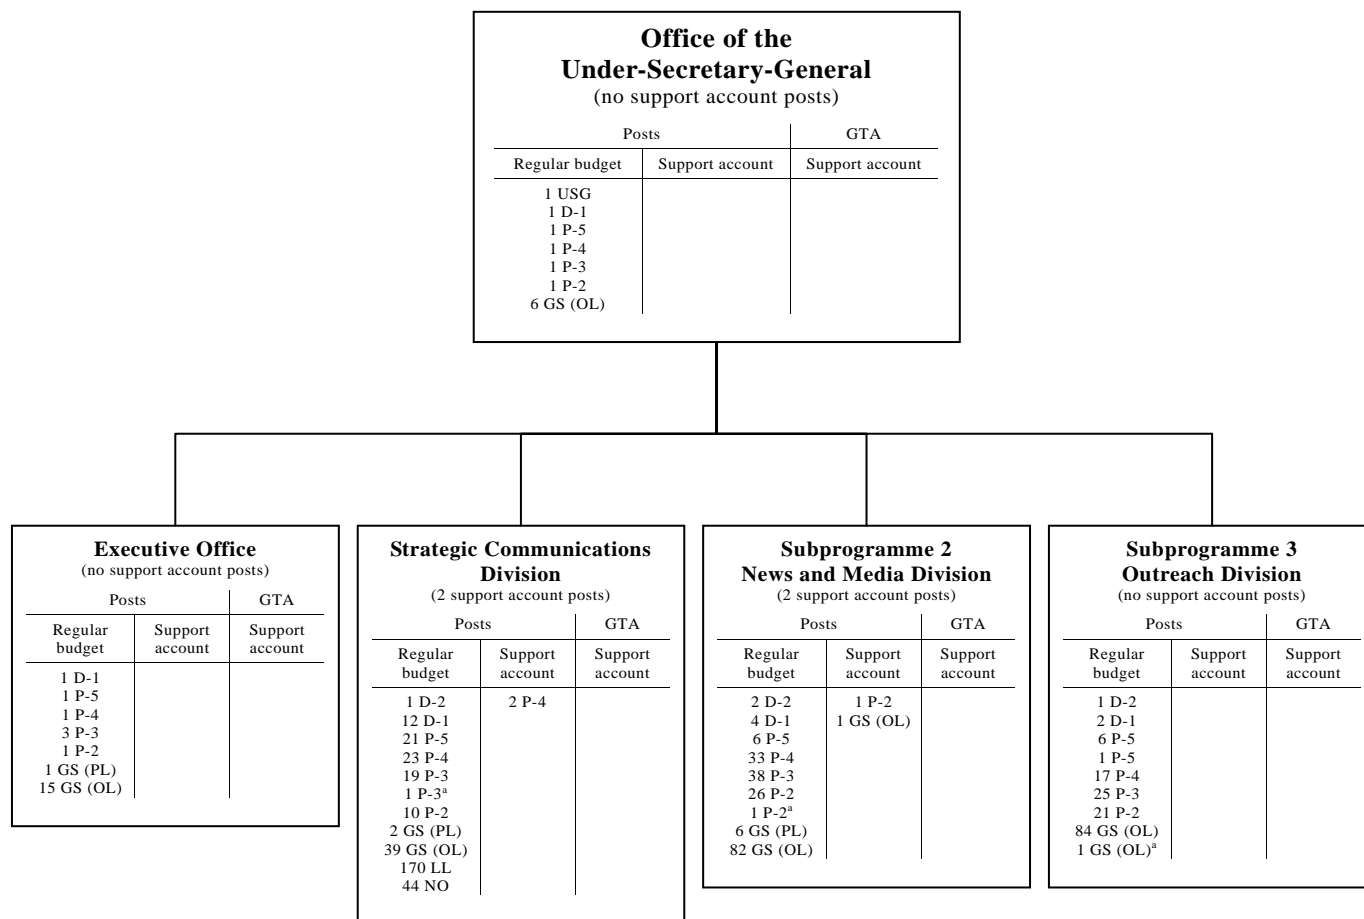 Office of the
Under-Secretary-General
(no support account posts)
Posts GTA
Regular budget Support account Support account
1 USG
1 D-1
1 P-5
1 P-4
1 P-3
1 P-2
6 GS (OL)
Executive Office
(no support account posts)
Posts GTA
Regular Support Support
budget account account
1 D-1
1 P-5
1 P-4
3 P-3
1 P-2
1 GS (PL)
15 GS (OL)
Strategic Communications
Division
(2 support account posts)
Posts GTA
Regular Support Support
budget account account
1 D-2 2 P-4
12 D-1
21 P-5
23 P-4
19 P-3
1 P-3ᵃ
10 P-2
2 GS (PL)
39 GS (OL)
170 LL
44 NO
Subprogramme 2
News and Media Division
(2 support account posts)
Posts GTA
Regular Support Support
budget account account
2 D-2 1 P-2
4 D-1 1 GS (OL)
6 P-5
33 P-4
38 P-3
26 P-2
1 P-2ᵃ
6 GS (PL)
82 GS (OL)
Subprogramme 3
Outreach Division
(no support account posts)
Posts GTA
Regular Support Support
budget account account
1 D-2
2 D-1
6 P-5
1 P-5
17 P-4
25 P-3
21 P-2
84 GS (OL)
1 GS (OL)ᵃ